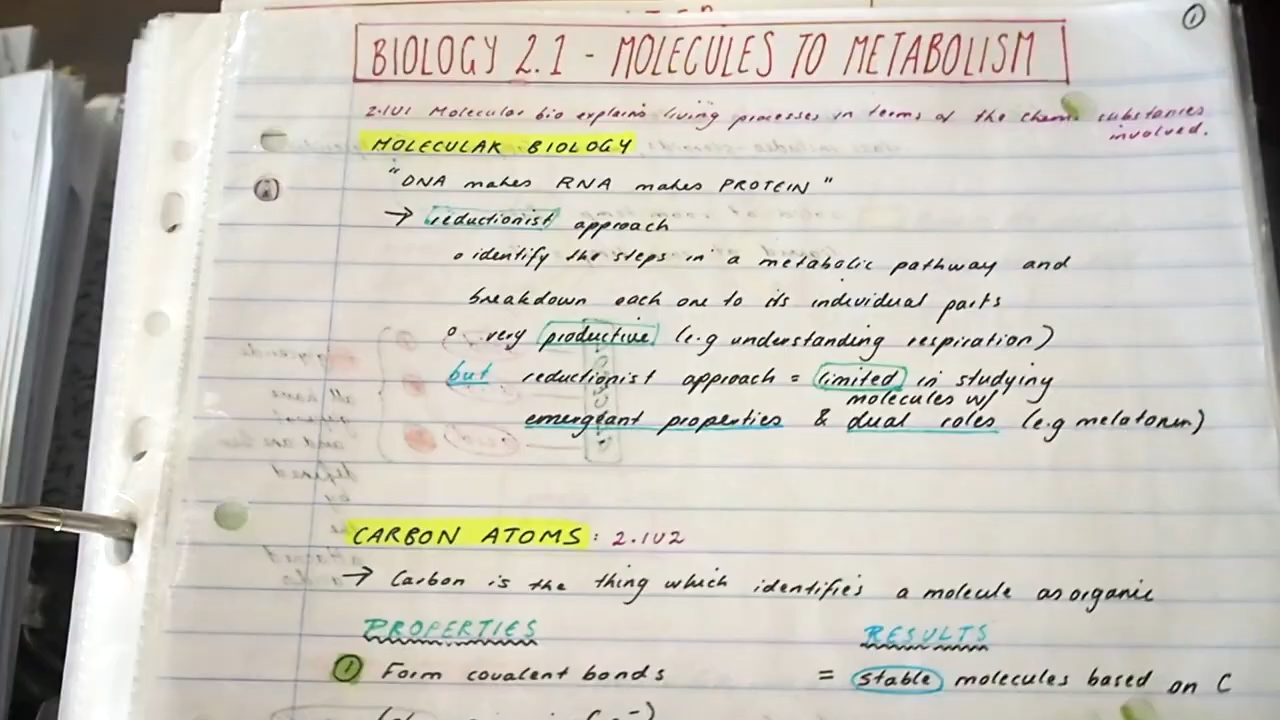 ①
BIOLOGY 2.1 - MOLECULES TO METABOLISM
2.1U1 Molecular bio explains living processes in terms of the chem. substances
involved.
MOLECULAR BIOLOGY
"DNA makes RNA makes PROTEIN"
→ reductionist approach
o identify the steps in a metabolic pathway and
breakdown each one to its individual parts
o very productive (e.g understanding respiration)
but reductionist approach = limited in studying
molecules w/
emergeant properties & dual roles (e.g melatonin)
CARBON ATOMS: 2.1U2
→ Carbon is the thing which identifies a molecule as organic
PROPERTIES RESULTS
① Form covalent bonds = stable molecules based on C